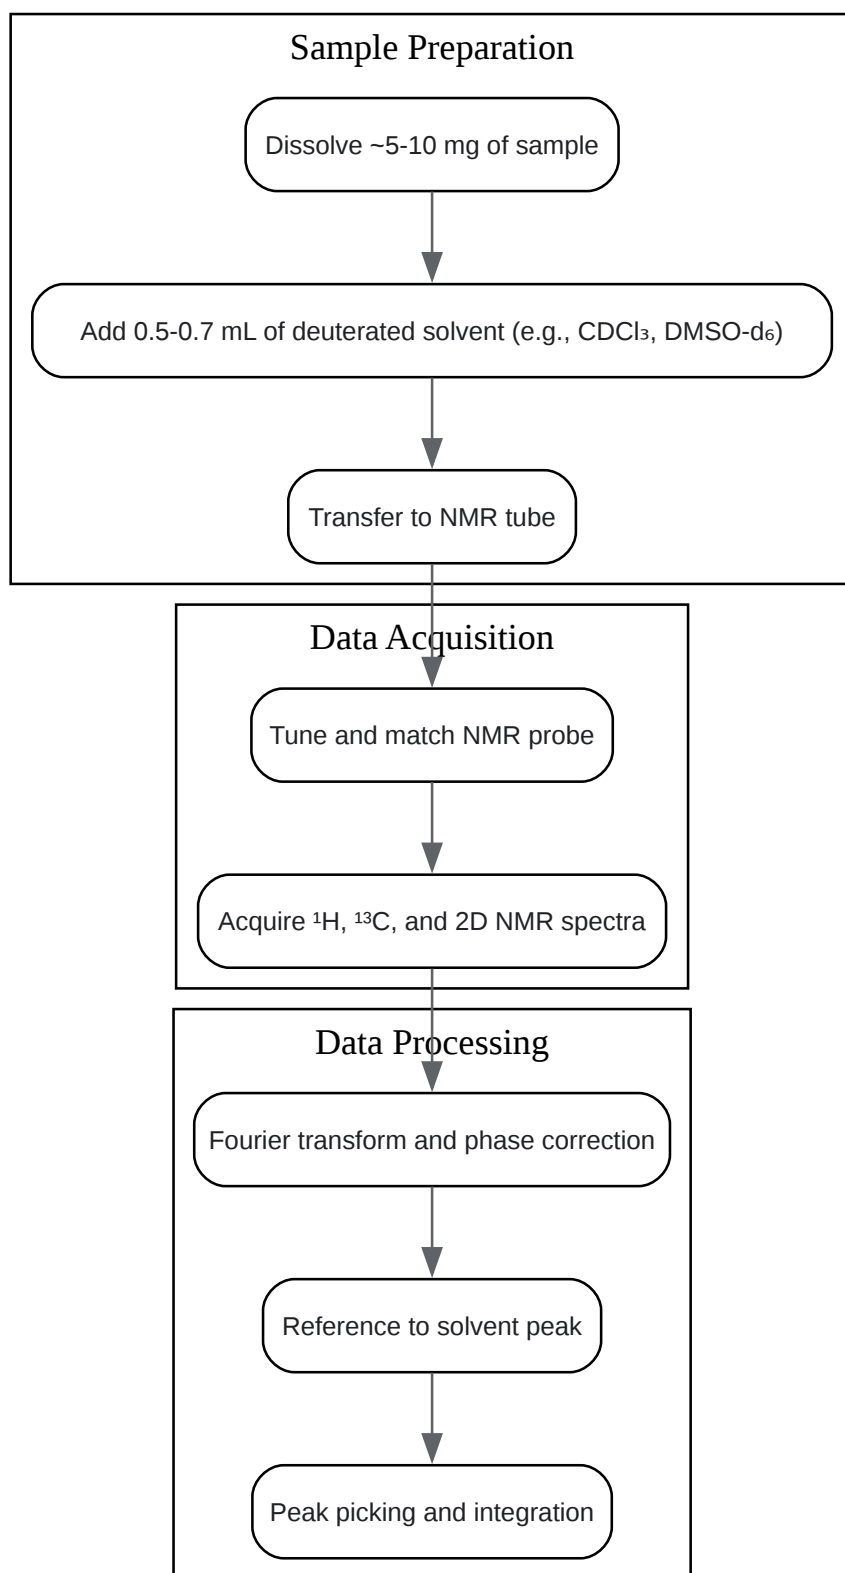 Sample Preparation
Dissolve ~5-10 mg of sample
Add 0.5-0.7 mL of deuterated solvent (e.g., CDCl₃, DMSO-d₆)
Transfer to NMR tube
Data Acquisition
Tune and match NMR probe
Acquire ¹H, ¹³C, and 2D NMR spectra
Data Processing
Fourier transform and phase correction
Reference to solvent peak
Peak picking and integration